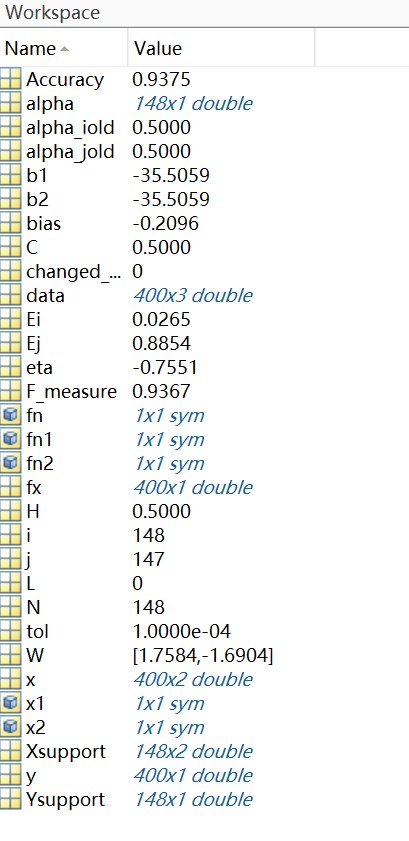 Workspace
Name Value
Accuracy 0.9375
alpha 148x1 double
alpha_iold 0.5000
alpha_jold 0.5000
b1 -35.5059
b2 -35.5059
bias -0.2096
C 0.5000
changed_... 0
data 400x3 double
Ei 0.0265
Ej 0.8854
eta -0.7551
F_measure 0.9367
fn 1x1 sym
fn1 1x1 sym
fn2 1x1 sym
fx 400x1 double
H 0.5000
i 148
j 147
L 0
N 148
tol 1.0000e-04
W [1.7584,-1.6904]
x 400x2 double
x1 1x1 sym
x2 1x1 sym
Xsupport 148x2 double
y 400x1 double
Ysupport 148x1 double